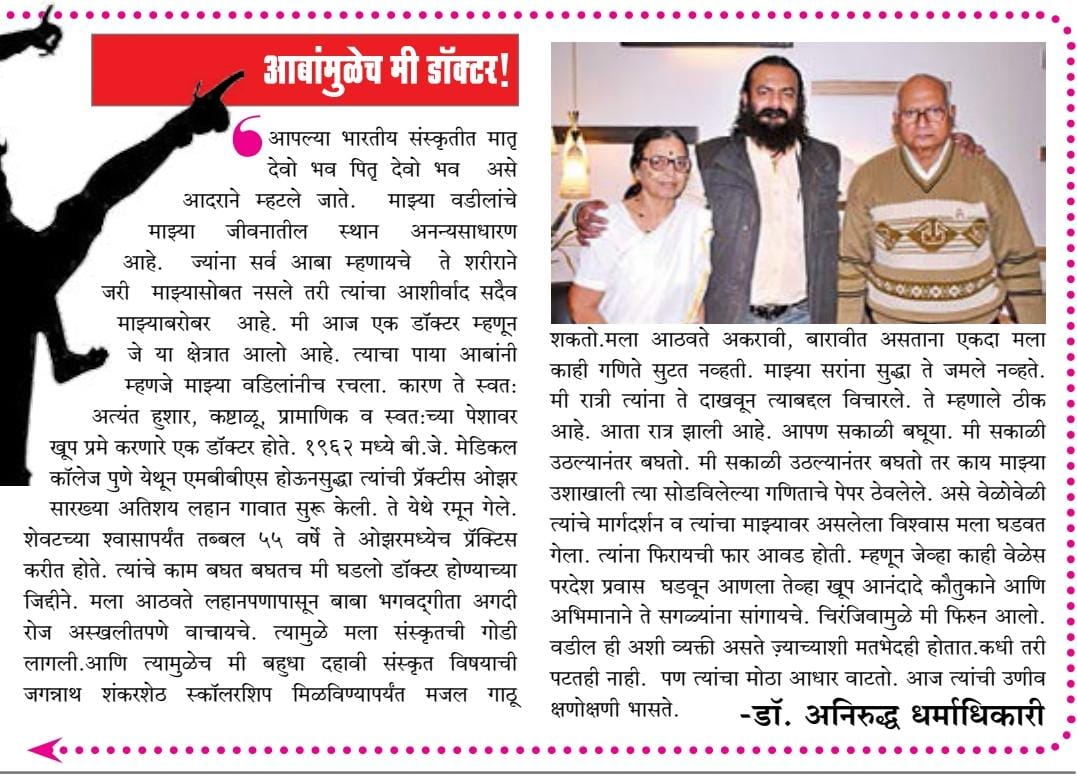 आबांमुळेच मी डॉक्टर!
आपल्या भारतीय संस्कृतीत मातृ
देवो भव पितृ देवो भव असे
आदराने म्हटले जाते. माझ्या वडीलांचे
माझ्या जीवनातील स्थान अनन्यसाधारण
आहे. ज्यांना सर्व आबा म्हणायचे ते शरीराने
जरी माझ्यासोबत नसले तरी त्यांचा आशीर्वाद सदैव
माझ्याबरोबर आहे. मी आज एक डॉक्टर म्हणून
जे या क्षेत्रात आलो आहे. त्याचा पाया आबांनी
म्हणजे माझ्या वडिलांनीच रचला. कारण ते स्वत:
अत्यंत हुशार, कष्टाळू, प्रामाणिक व स्वत:च्या पेशावर
खूप प्रमे करणारे एक डॉक्टर होते. १९६२ मध्ये बी.जे. मेडिकल
कॉलेज पुणे येथून एमबीबीएस होऊनसुद्धा त्यांची प्रॅक्टीस ओझर
सारख्या अतिशय लहान गावात सुरू केली. ते येथे रमून गेले.
शेवटच्या श्वासापर्यंत तब्बल ५५ वर्षे ते ओझरमध्येच प्रॅक्टिस
करीत होते. त्यांचे काम बघत बघतच मी घडलो डॉक्टर होण्याच्या
जिद्दीने. मला आठवते लहानपणापासून बाबा भगवद्‌गीता अगदी
रोज अस्खलीतपणे वाचायचे. त्यामुळे मला संस्कृतची गोडी
लागली.आणि त्यामुळेच मी बहुधा दहावी संस्कृत विषयाची
जगन्नाथ शंकरशेठ स्कॉलरशिप मिळविण्यापर्यंत मजल गाठू
शकतो.मला आठवते अकरावी, बारावीत असताना एकदा मला
काही गणिते सुटत नव्हती. माझ्या सरांना सुद्धा ते जमले नव्हते.
मी रात्री त्यांना ते दाखवून त्याबद्दल विचारले. ते म्हणाले ठीक
आहे. आता रात्र झाली आहे. आपण सकाळी बघूया. मी सकाळी
उठल्यानंतर बघतो. मी सकाळी उठल्यानंतर बघतो तर काय माझ्या
उशाखाली त्या सोडविलेल्या गणिताचे पेपर ठेवलेले. असे वेळोवेळी
त्यांचे मार्गदर्शन व त्यांचा माझ्यावर असलेला विश्वास मला घडवत
गेला. त्यांना फिरायची फार आवड होती. म्हणून जेव्हा काही वेळेस
परदेश प्रवास घडवून आणला तेव्हा खूप आनंदादे कौतुकाने आणि
अभिमानाने ते सगळ्यांना सांगायचे. चिरंजिवामुळे मी फिरुन आलो.
वडील ही अशी व्यक्ती असते ज़्याच्याशी मतभेदही होतात.कधी तरी
पटतही नाही. पण त्यांचा मोठा आधार वाटतो. आज त्यांची उणीव
क्षणोक्षणी भासते.
-डॉ. अनिरुद्ध धर्माधिकारी